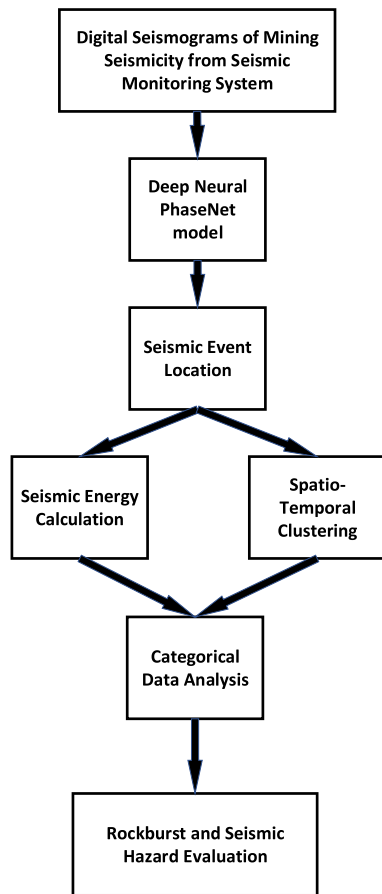 Digital Seismograms of Mining
Seismicity from Seismic
Monitoring System
Deep Neural
PhaseNet
model
Seismic Event
Location
Seismic Energy
Calculation
Spatio-
Temporal
Clustering
Categorical
Data Analysis
Rockburst and Seismic
Hazard Evaluation